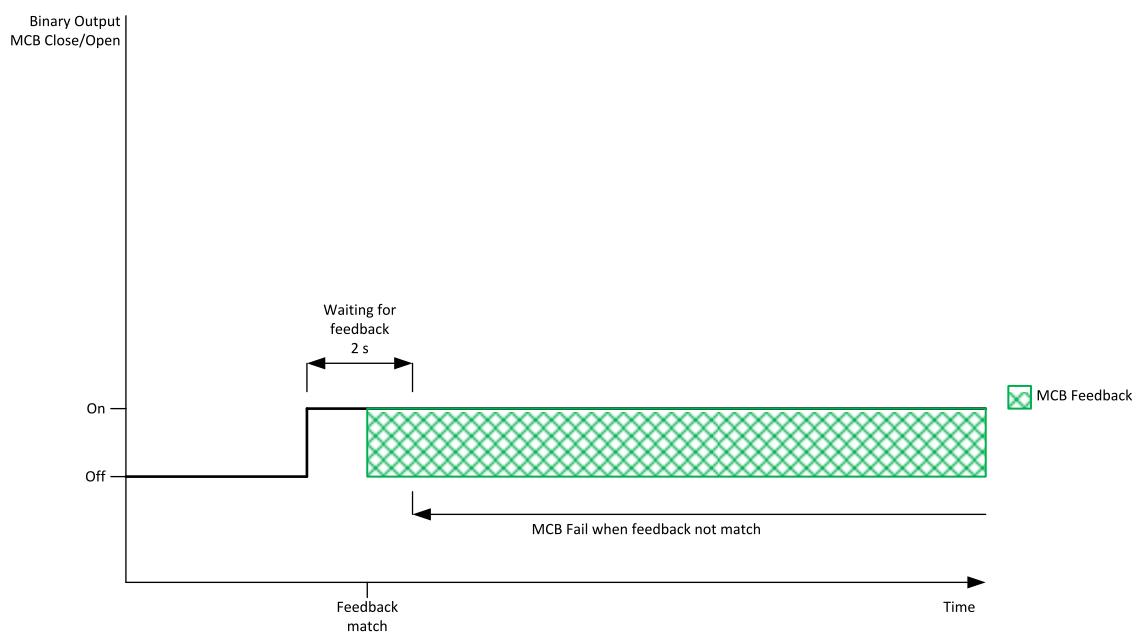 Binary Output
MCB Close/Open
Waiting for
feedback
2 s
On
MCB Feedback
Off
MCB Fail when feedback not match
Feedback
match
Time